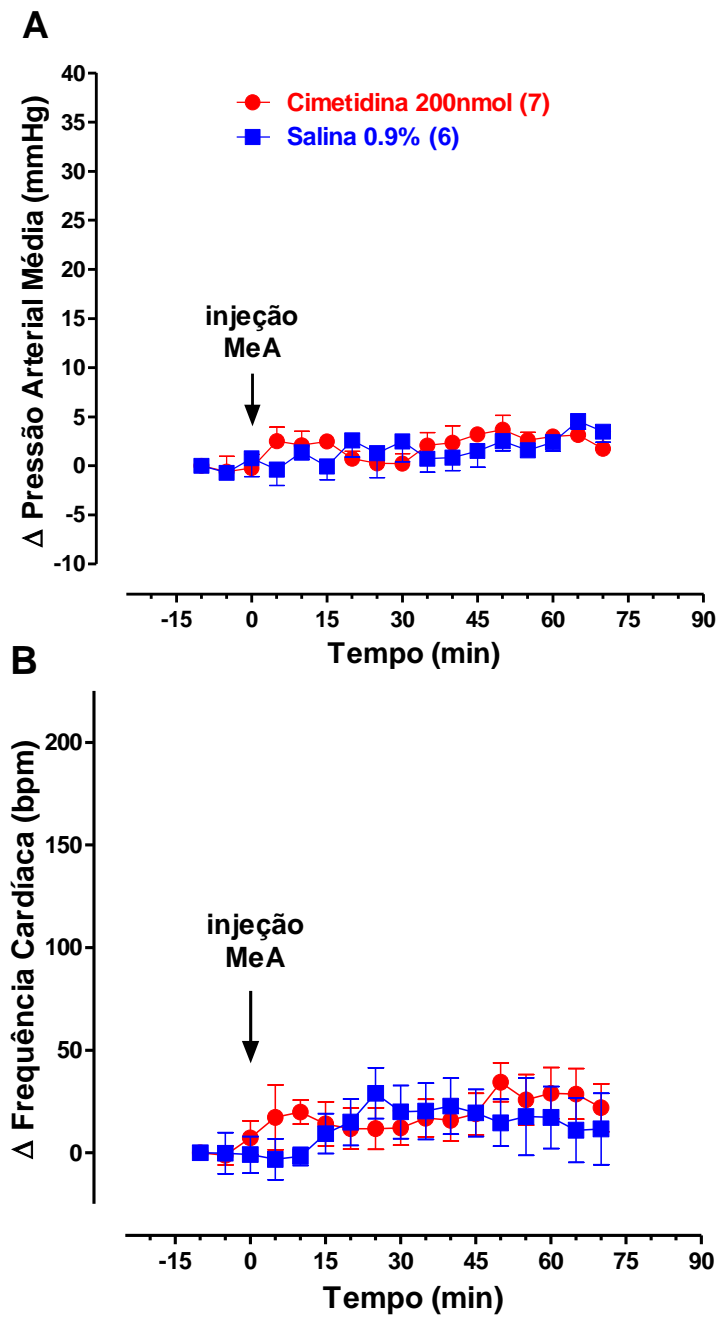 A
40
35
30
25
20
15
10
5
0
-5
-10
Δ Pressão Arterial Média (mmHg)
Cimetidina 200nmol (7)
Salina 0.9% (6)
injeção
MeA
-15 0 15 30 45 60 75 90
Tempo (min)
B
200
150
100
50
0
Δ Frequência Cardíaca (bpm)
injeção
MeA
-15 0 15 30 45 60 75 90
Tempo (min)